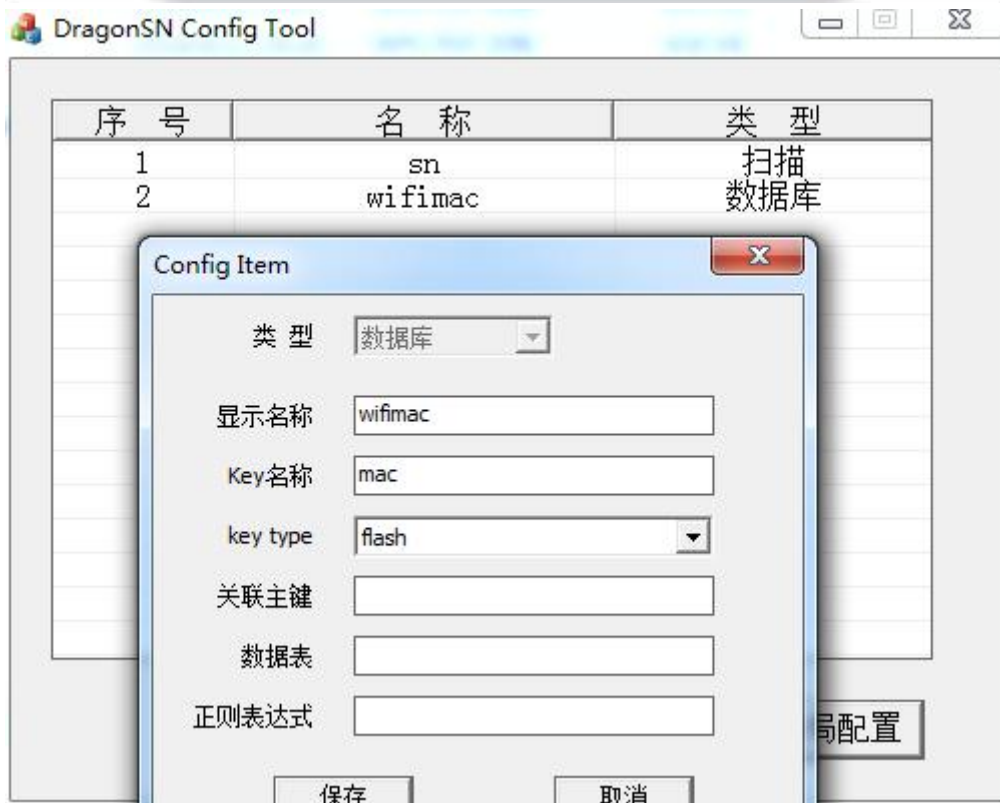 DragonSN Config Tool
序 号 名 称 类 型
1 sn 扫描
2 wifimac 数据库
Config Item
类 型 数据库
显示名称 wifimac
Key名称 mac
key type flash
关联主键
数据表
正则表达式
局配置
保存 取消